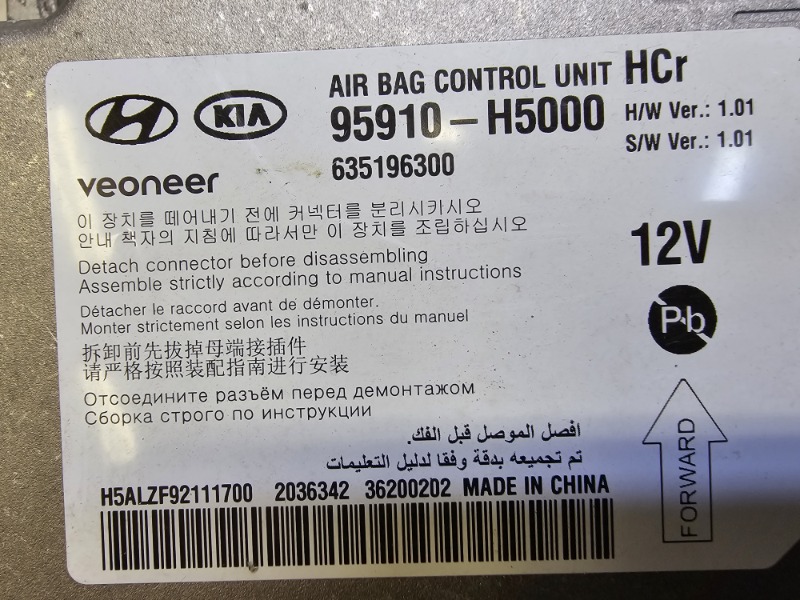 KIA
AIR BAG CONTROL UNIT HCr
95910-H5000
H/W Ver.: 1.01
S/W Ver.: 1.01
635196300
veoneer
이 장치를 떼어내기 전에 커넥터를 분리시카시오
안내 책자의 지침에 따라서만 이 장치를 조립하십시오
Detach connector before disassembling
Assemble strictly according to manual instructions
Détacher le raccord avant de démonter.
Monter strictement selon les instructions du manuel
拆卸前先拔掉母端接插件
请严格按照装配指南进行安装
Отсоедините разъём перед демонтажом
Сборка строго по инструкции
افصل الموصل قبل الفك.
تم تجميعه بدقة وفقا لدليل التعليمات
12V
Pb
FORWARD
H5ALZF92111700 2036342 36200202 MADE IN CHINA